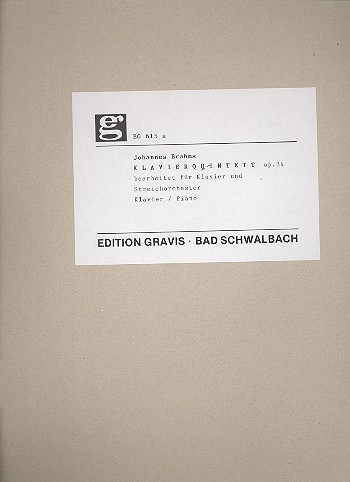 eg
EG 615 a
Johannes Brahms
KLAVIERQUINTETT op.34
bearbeitet für Klavier und
Streichorchester
Klavier / Piano
EDITION GRAVIS · BAD SCHWALBACH